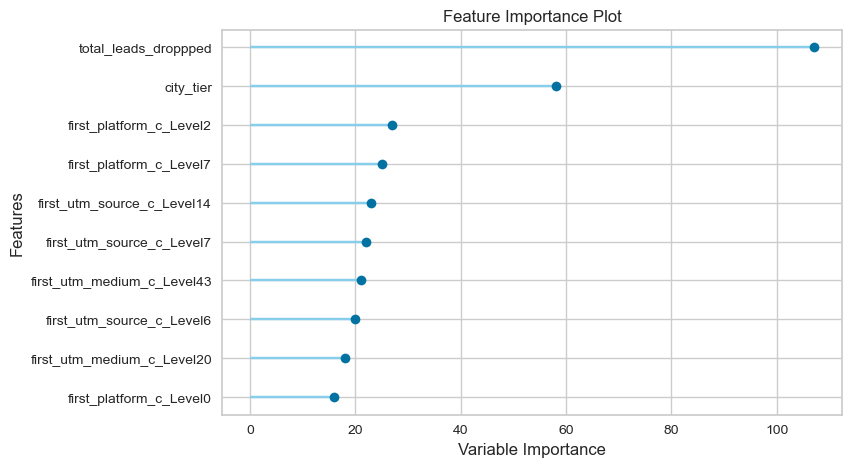 Feature Importance Plot
Features
total_leads_droppped
city_tier
first_platform_c_Level2
first_platform_c_Level7
first_utm_source_c_Level14
first_utm_source_c_Level7
first_utm_medium_c_Level43
first_utm_source_c_Level6
first_utm_medium_c_Level20
first_platform_c_Level0
0 20 40 60 80 100
Variable Importance